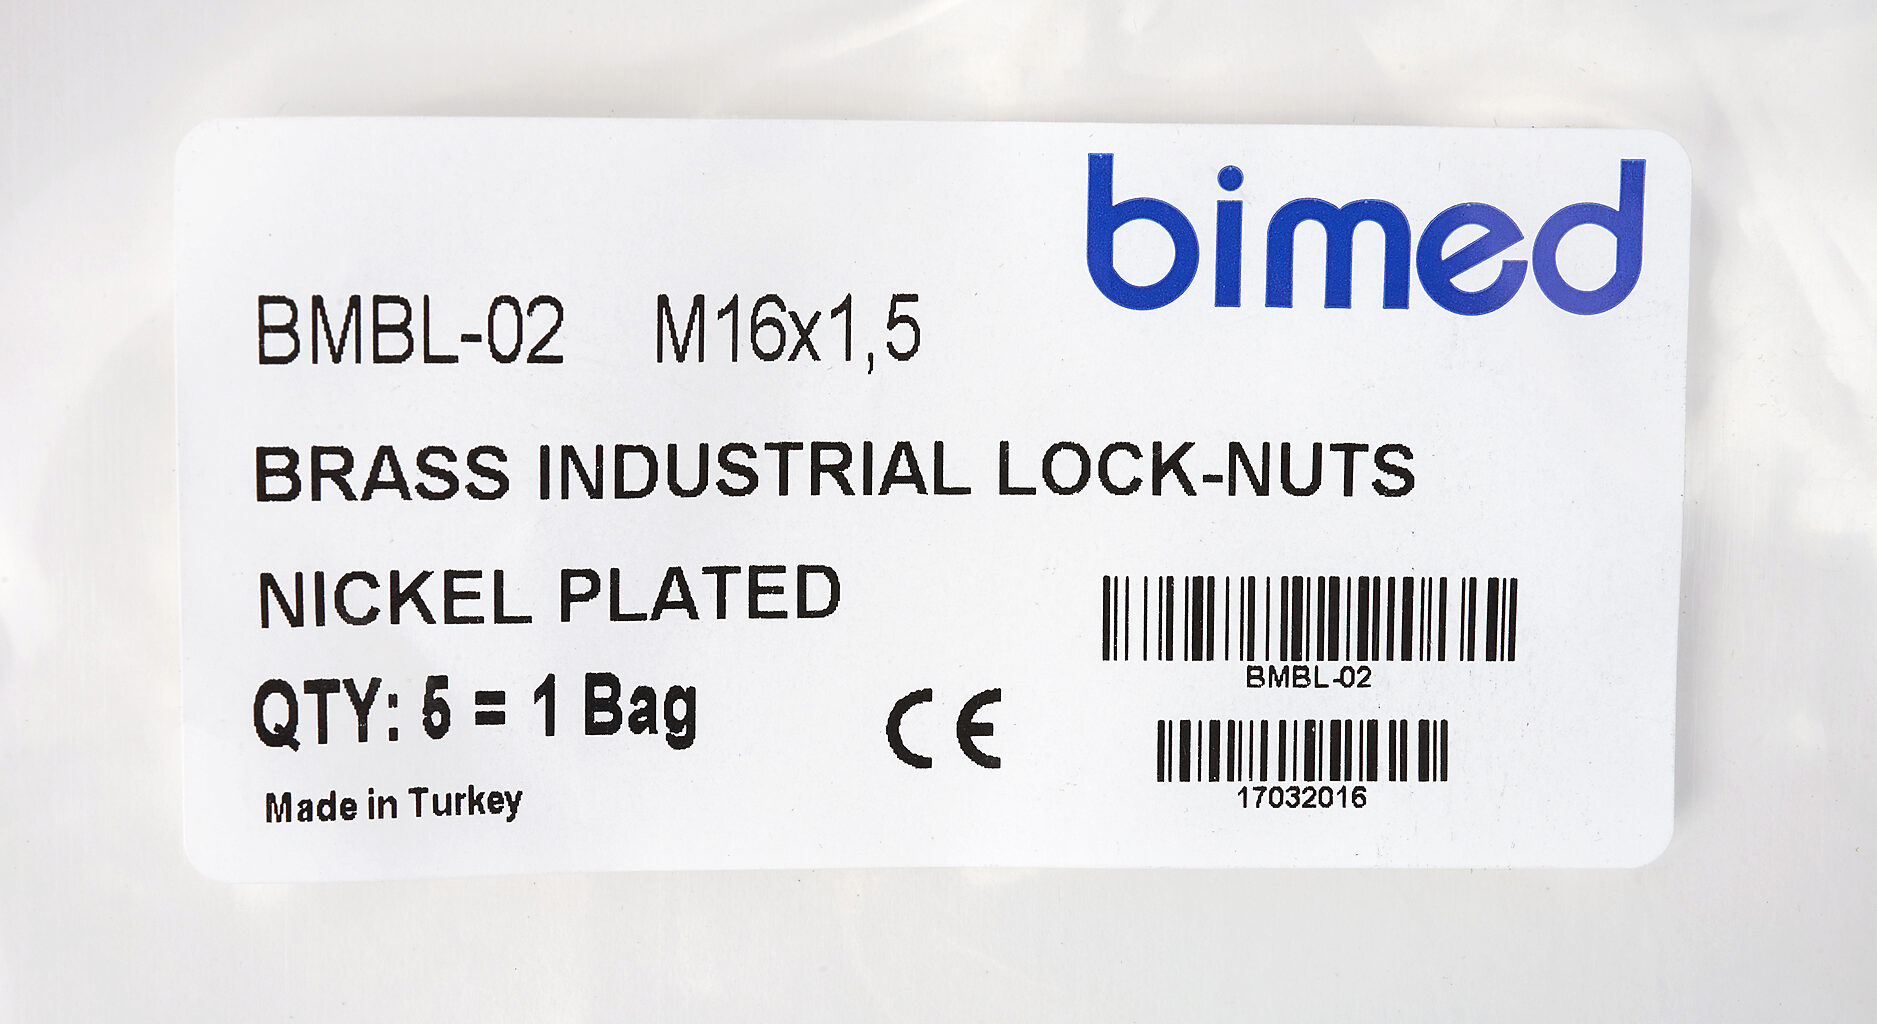 bimed
BMBL-02 M16x1,5
BRASS INDUSTRIAL LOCK-NUTS
NICKEL PLATED
BMBL-02
QTY: 5 = 1 Bag
CE
17032016
Made in Turkey